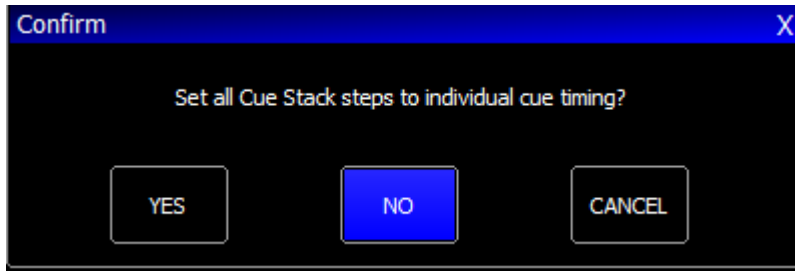 Confirm X
Set all Cue Stack steps to individual cue timing?
YES NO CANCEL